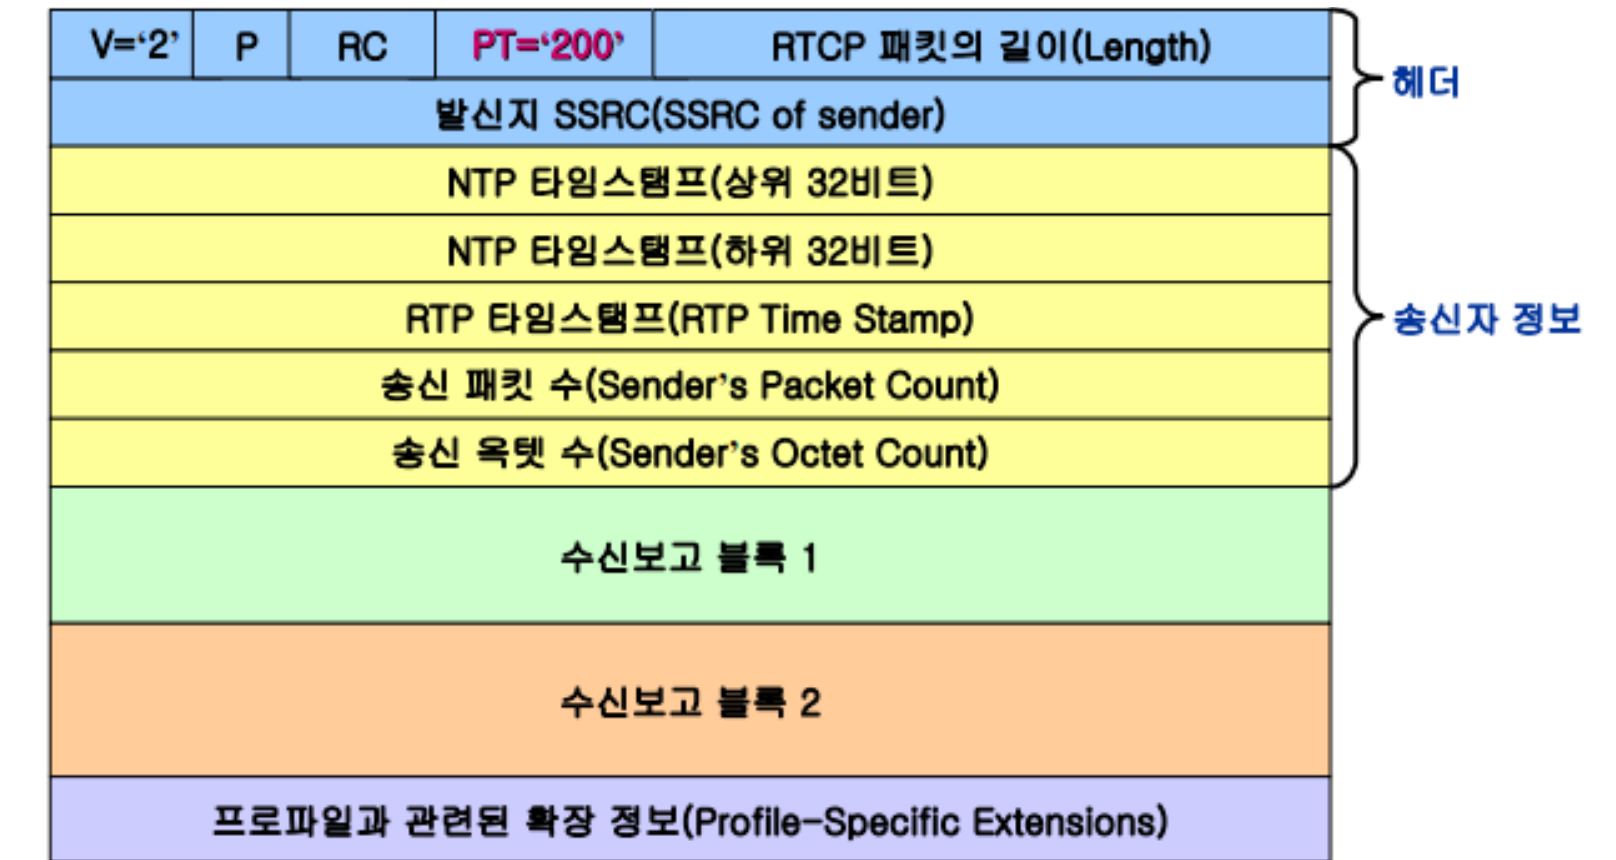 V=‘2’ P RC PT=‘200’ RTCP 패킷의 길이(Length)
헤더
발신지 SSRC(SSRC of sender)
NTP 타임스탬프(상위 32비트)
NTP 타임스탬프(하위 32비트)
RTP 타임스탬프(RTP Time Stamp)
송신자 정보
송신 패킷 수(Sender’s Packet Count)
송신 옥텟 수(Sender’s Octet Count)
수신보고 블록 1
수신보고 블록 2
프로파일과 관련된 확장 정보(Profile-Specific Extensions)